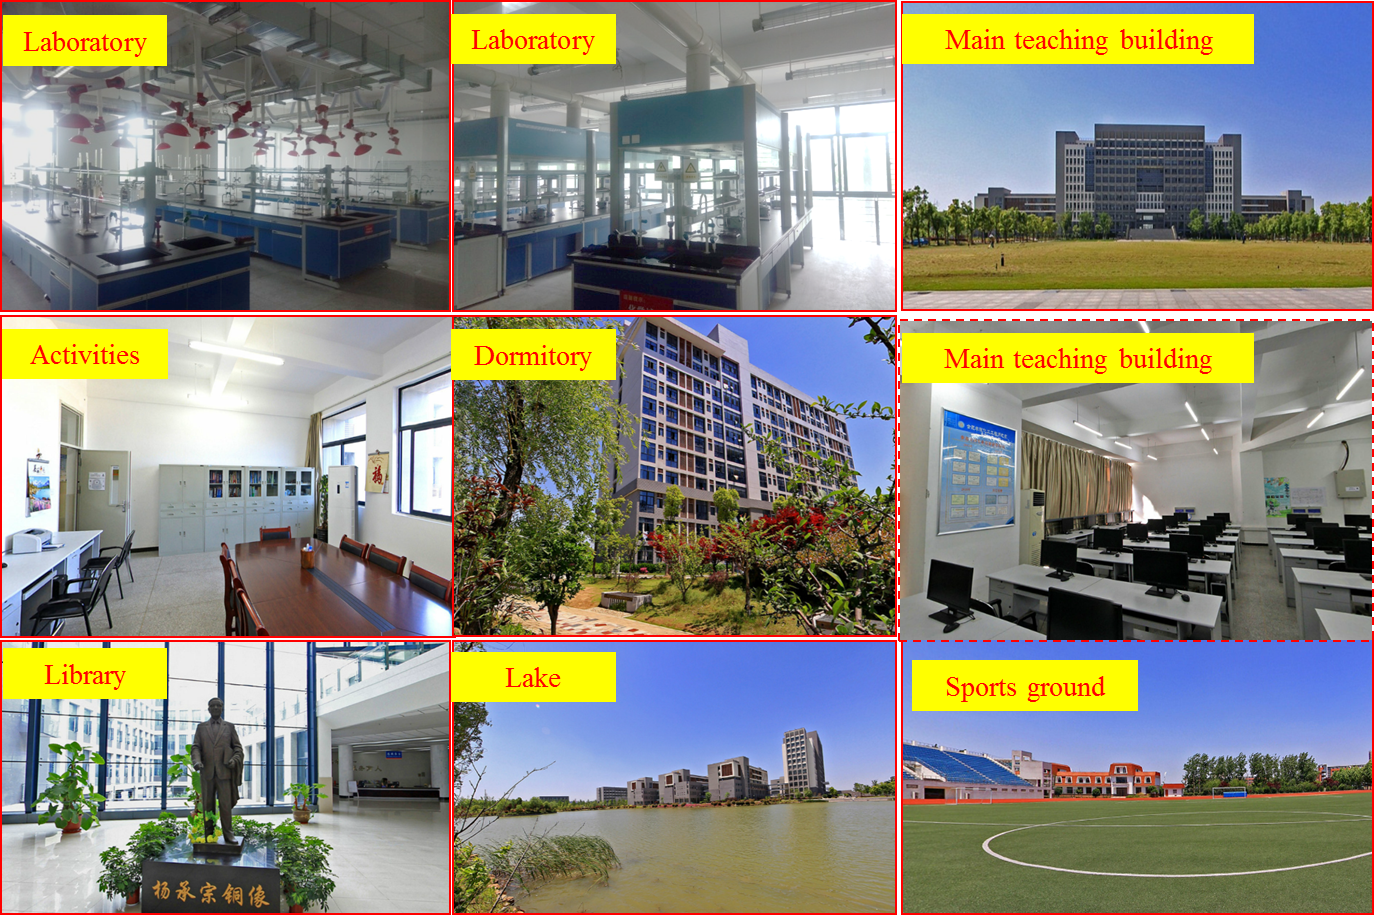 Laboratory
Laboratory
Main teaching building
Activities
Dormitory
Main teaching building
福
Library
Lake
Sports ground
杨承宗铜像